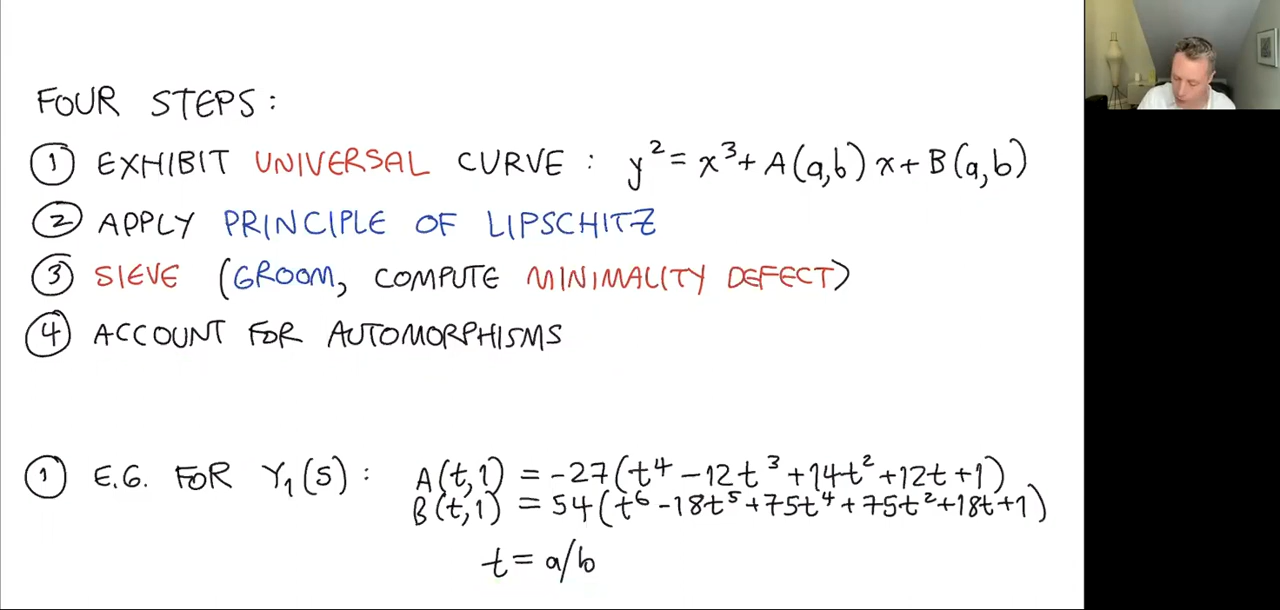 FOUR STEPS:
① EXHIBIT UNIVERSAL CURVE: y² = x³ + A(a,b) x + B(a,b)
② APPLY PRINCIPLE OF LIPSCHITZ
③ SIEVE (GROOM, COMPUTE MINIMALITY DEFECT)
④ ACCOUNT FOR AUTOMORPHISMS
① E.G. FOR Y₁(5): A(t,1) = -27(t⁴ -12t³ +14t² +12t +1)
B(t,1) = 54(t⁶ -18t⁵ +75t⁴ +75t² +18t +1)
t = a/b